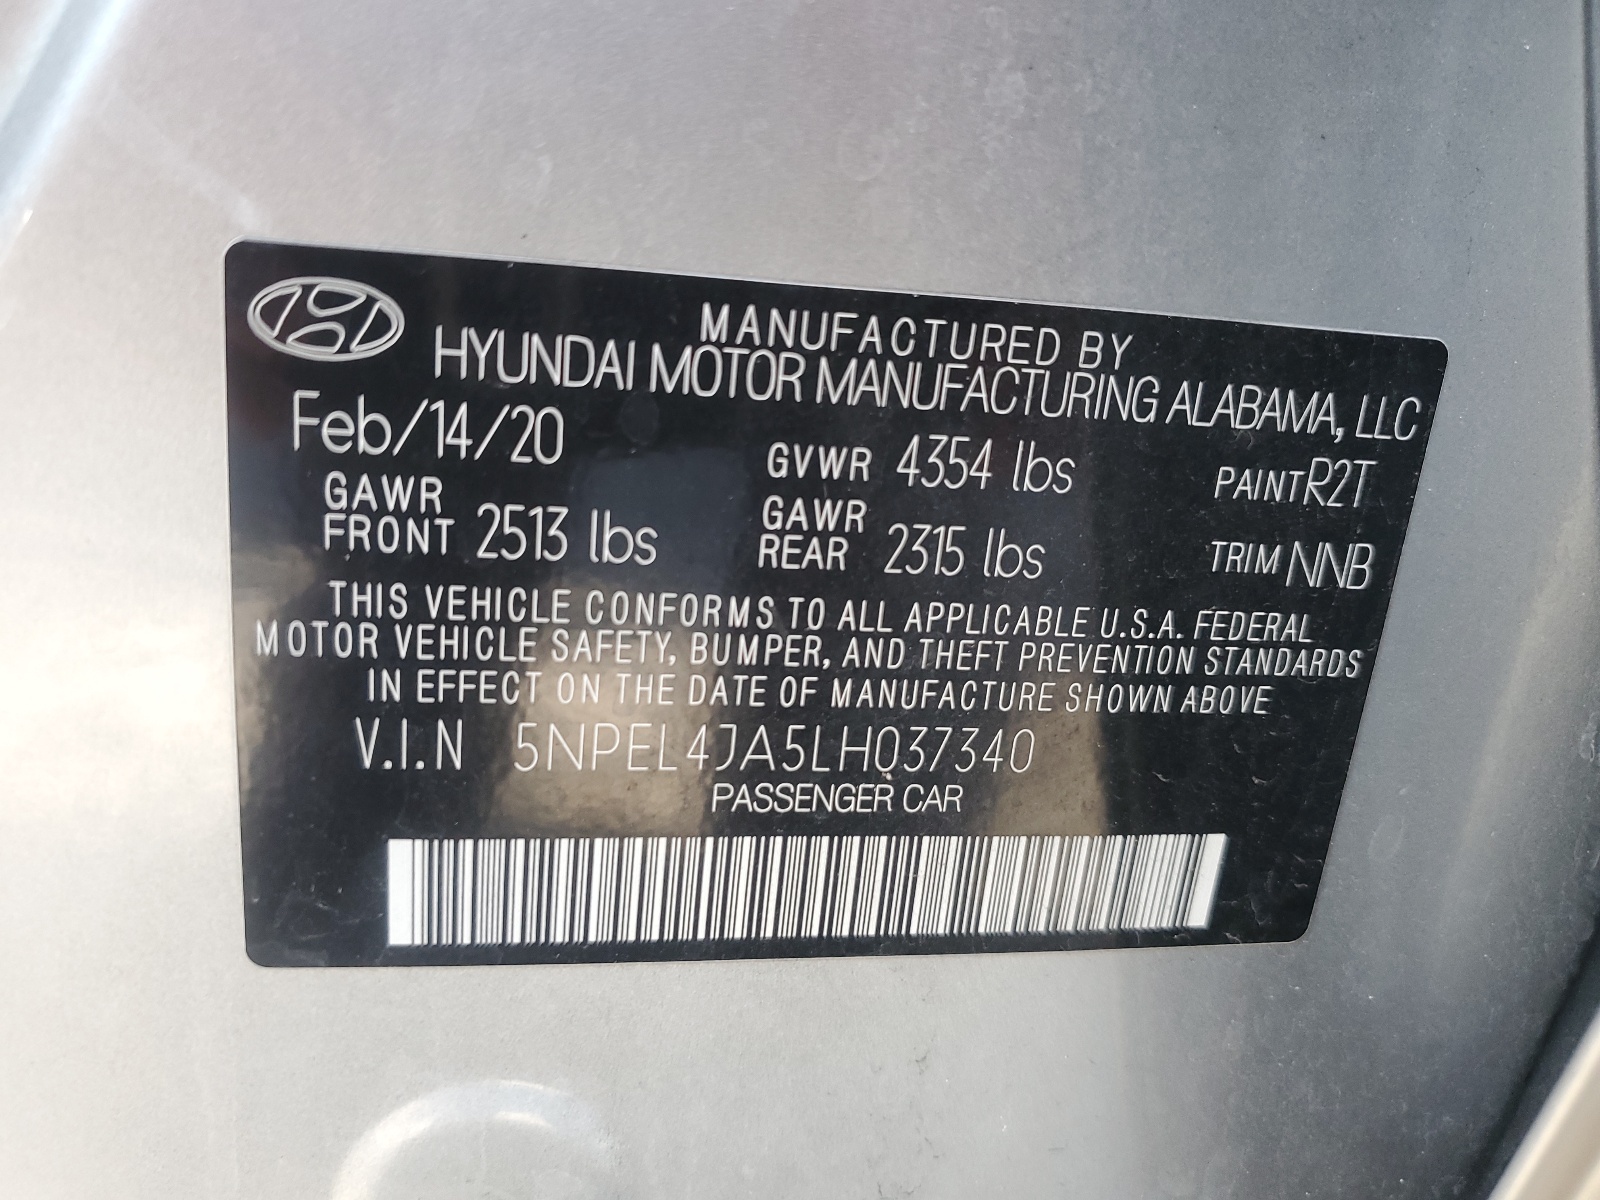 MANUFACTURED BY
HYUNDAI MOTOR MANUFACTURING ALABAMA, LLC
Feb/14/20 GVWR 4354 lbs PAINT R2T
GAWR FRONT 2513 lbs GAWR REAR 2315 lbs TRIM NNB
THIS VEHICLE CONFORMS TO ALL APPLICABLE U.S.A. FEDERAL
MOTOR VEHICLE SAFETY, BUMPER, AND THEFT PREVENTION STANDARDS
IN EFFECT ON THE DATE OF MANUFACTURE SHOWN ABOVE
V.I.N 5NPEL4JA5LH037340
PASSENGER CAR